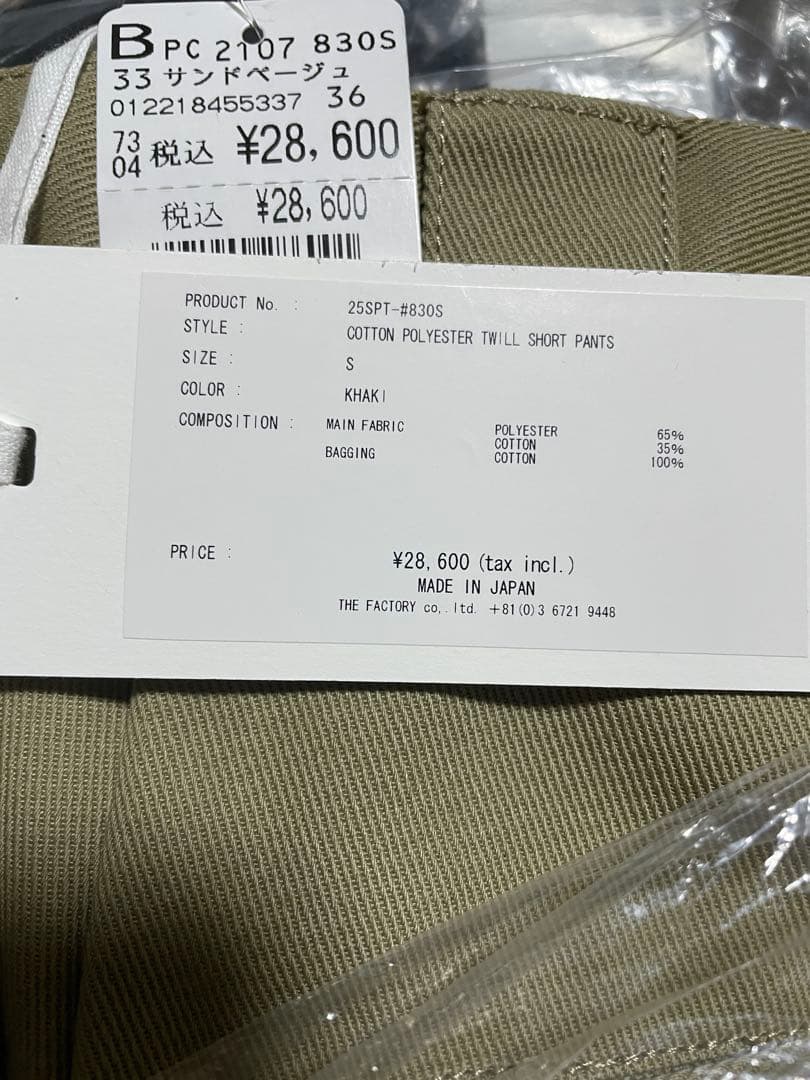 B PC 2107 830S
33 サンドベージュ
012218455337 36
73
04 税込 ¥28,600
税込 ¥28,600
PRODUCT No. : 25SPT-#830S
STYLE : COTTON POLYESTER TWILL SHORT PANTS
SIZE : S
COLOR : KHAKI
COMPOSITION : MAIN FABRIC POLYESTER 65%
COTTON 35%
BAGGING COTTON 100%
PRICE : ¥28,600 (tax incl.)
MADE IN JAPAN
THE FACTORY co,.ltd. +81(0)3 6721 9448